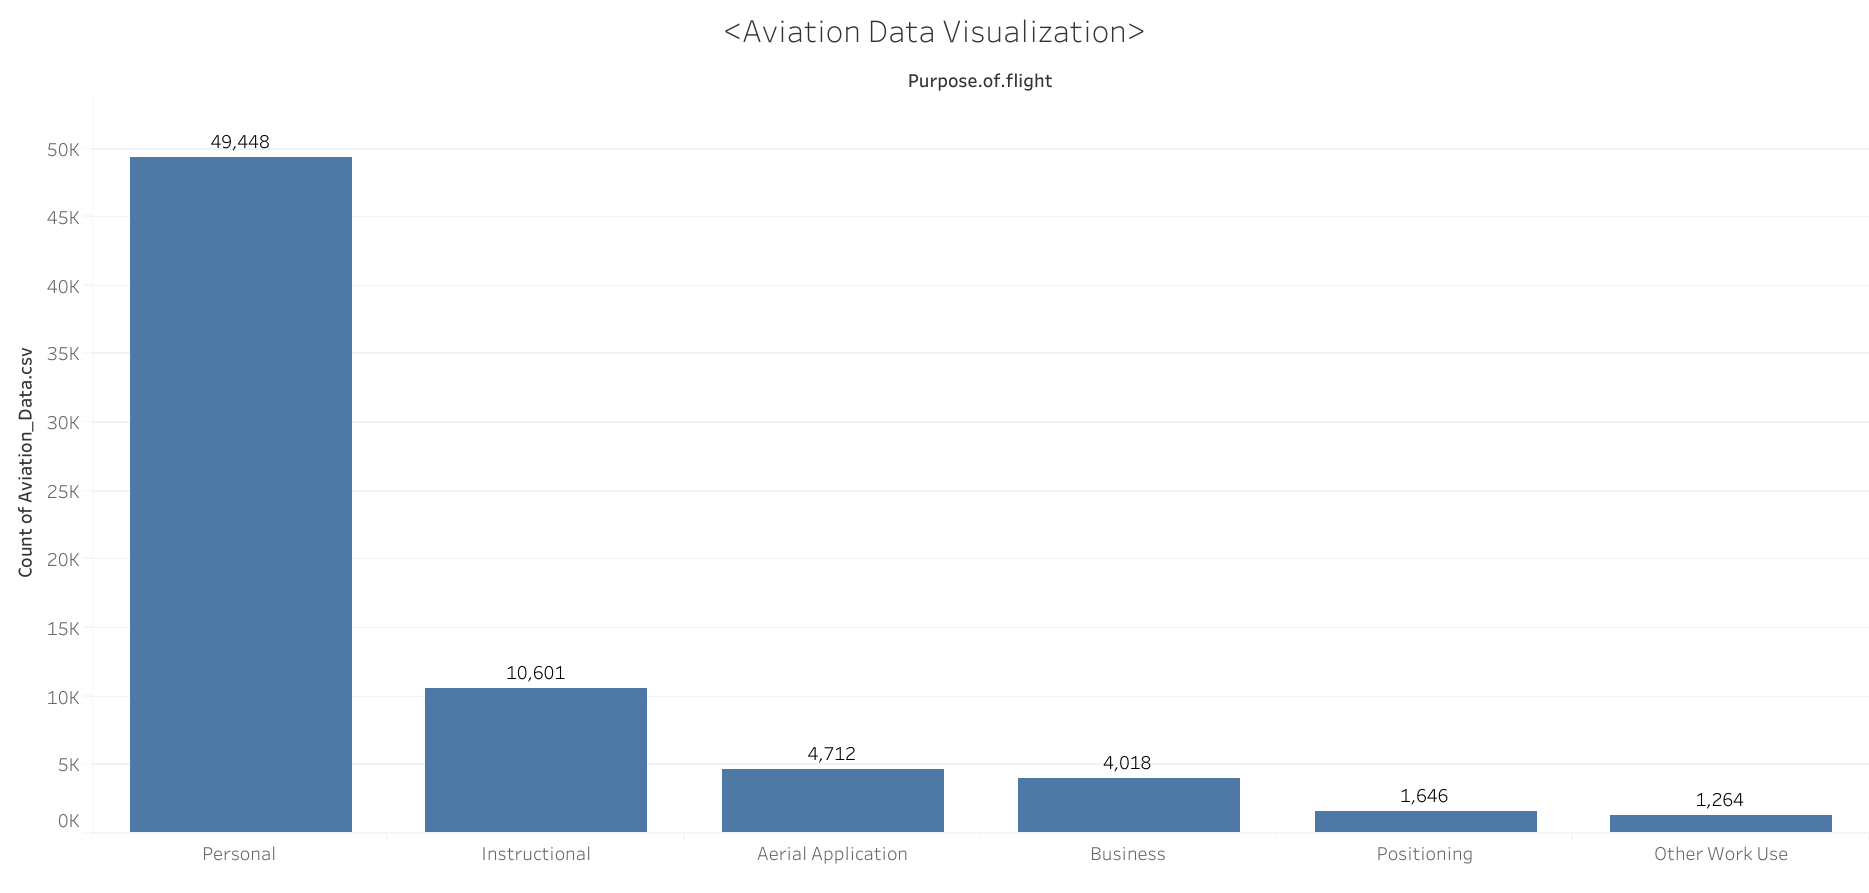 <Aviation Data Visualization>
Purpose.of.flight
Count of Aviation_Data.csv
50K
45K
40K
35K
30K
25K
20K
15K
10K
5K
0K
49,448
10,601
4,712
4,018
1,646
1,264
Personal
Instructional
Aerial Application
Business
Positioning
Other Work Use